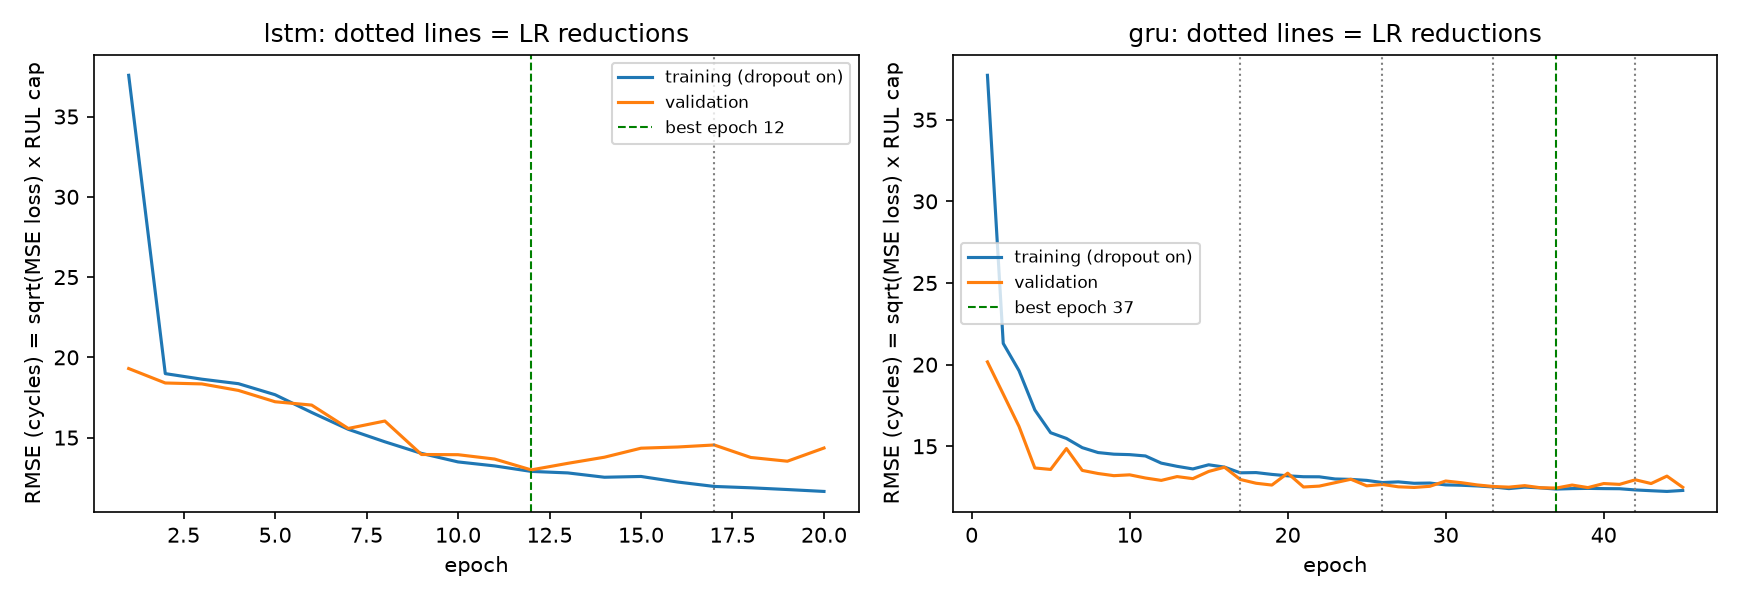 lstm: dotted lines = LR reductions
RMSE (cycles) = sqrt(MSE loss) x RUL cap
35
30
25
20
15
training (dropout on)
validation
best epoch 12
2.5 5.0 7.5 10.0 12.5 15.0 17.5 20.0
epoch
gru: dotted lines = LR reductions
RMSE (cycles) = sqrt(MSE loss) x RUL cap
35
30
25
20
15
training (dropout on)
validation
best epoch 37
0 10 20 30 40
epoch